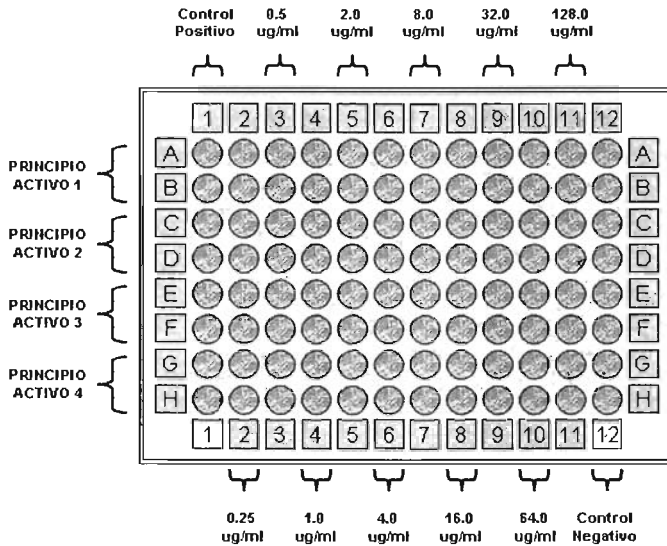 Control 0.5 2.0 8.0 32.0 128.0
Positivo ug/ml ug/ml ug/ml ug/ml ug/ml
1 2 3 4 5 6 7 8 9 10 11 12
PRINCIPIO
ACTIVO 1
A A
B B
PRINCIPIO
ACTIVO 2
C C
D D
PRINCIPIO
ACTIVO 3
E E
F F
PRINCIPIO
ACTIVO 4
G G
H H
1 2 3 4 5 6 7 8 9 10 11 12
0.25 1.0 4.0 16.0 64.0 Control
ug/ml ug/ml ug/ml ug/ml ug/ml Negativo